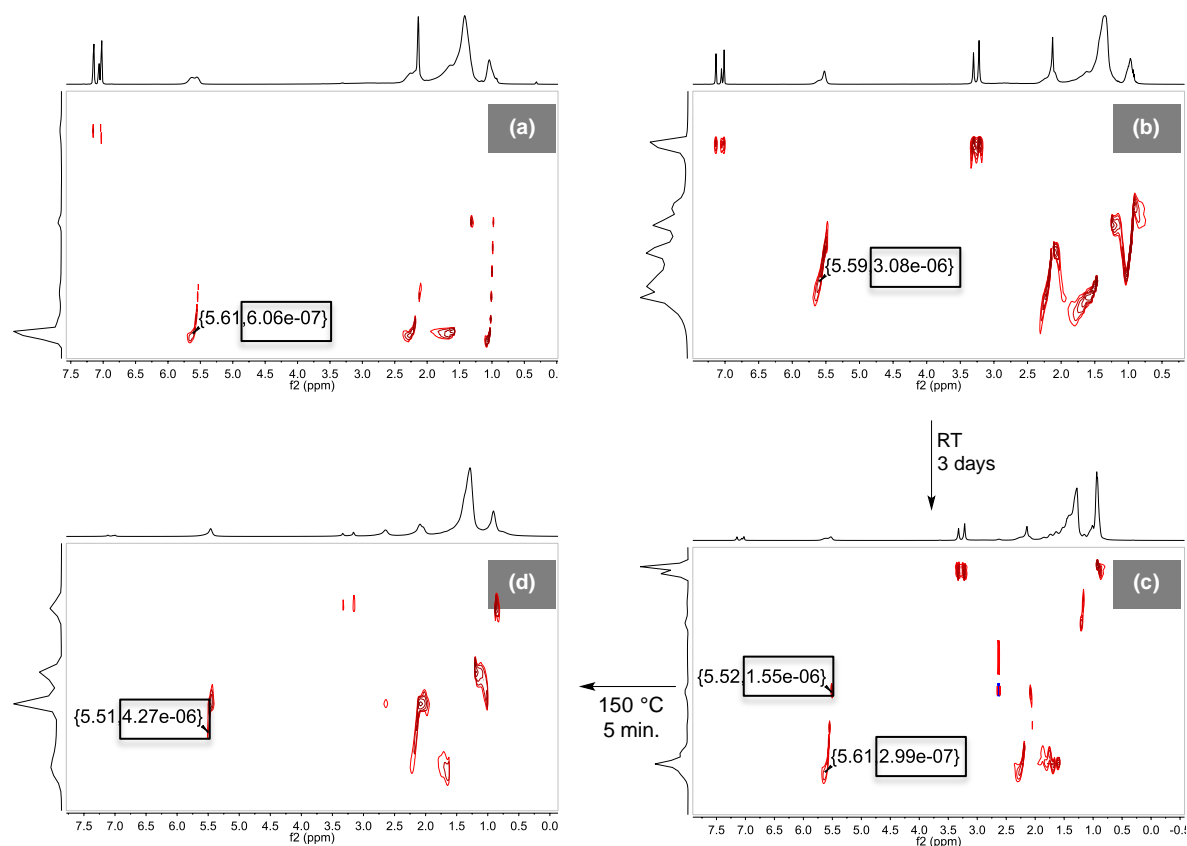 (a)
{5.61,6.06e-07}
7.5 7.0 6.5 6.0 5.5 5.0 4.5 4.0 3.5 3.0 2.5 2.0 1.5 1.0 0.5 0.
f2 (ppm)
(b)
{5.59,3.08e-06}
7.5 7.0 6.5 6.0 5.5 5.0 4.5 4.0 3.5 3.0 2.5 2.0 1.5 1.0 0.5
f2 (ppm)
RT
3 days
(d)
{5.51,4.27e-06}
7.5 7.0 6.5 6.0 5.5 5.0 4.5 4.0 3.5 3.0 2.5 2.0 1.5 1.0 0.5 0.0
f2 (ppm)
150 °C
5 min.
(c)
{5.52,1.55e-06}
{5.61,2.99e-07}
7.5 7.0 6.5 6.0 5.5 5.0 4.5 4.0 3.5 3.0 2.5 2.0 1.5 1.0 0.5 0.0 -0.5
f2 (ppm)